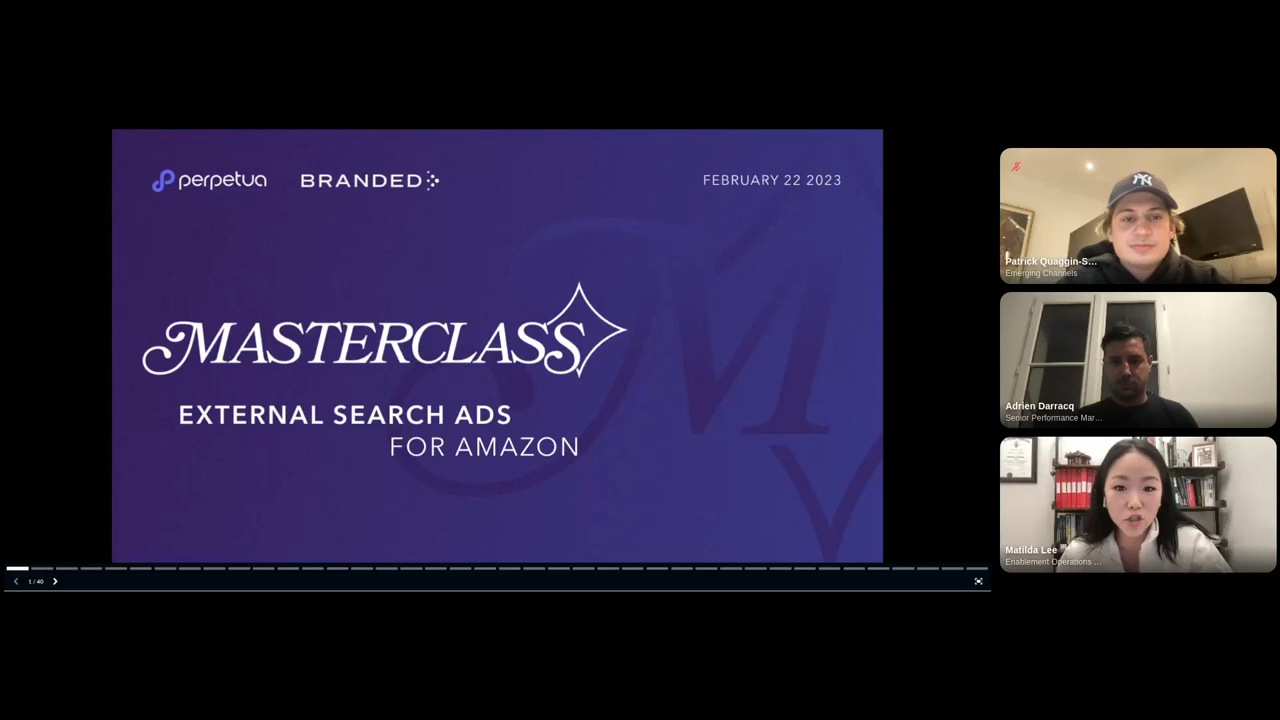 perpetua
BRANDED
FEBRUARY 22 2023
MASTERCLASS
EXTERNAL SEARCH ADS
FOR AMAZON
1 / 40
Patrick Quaggin-S...
Emerging Channels
Adrien Darracq
Senior Performance Mar...
Matilda Lee
Enablement Operations ...